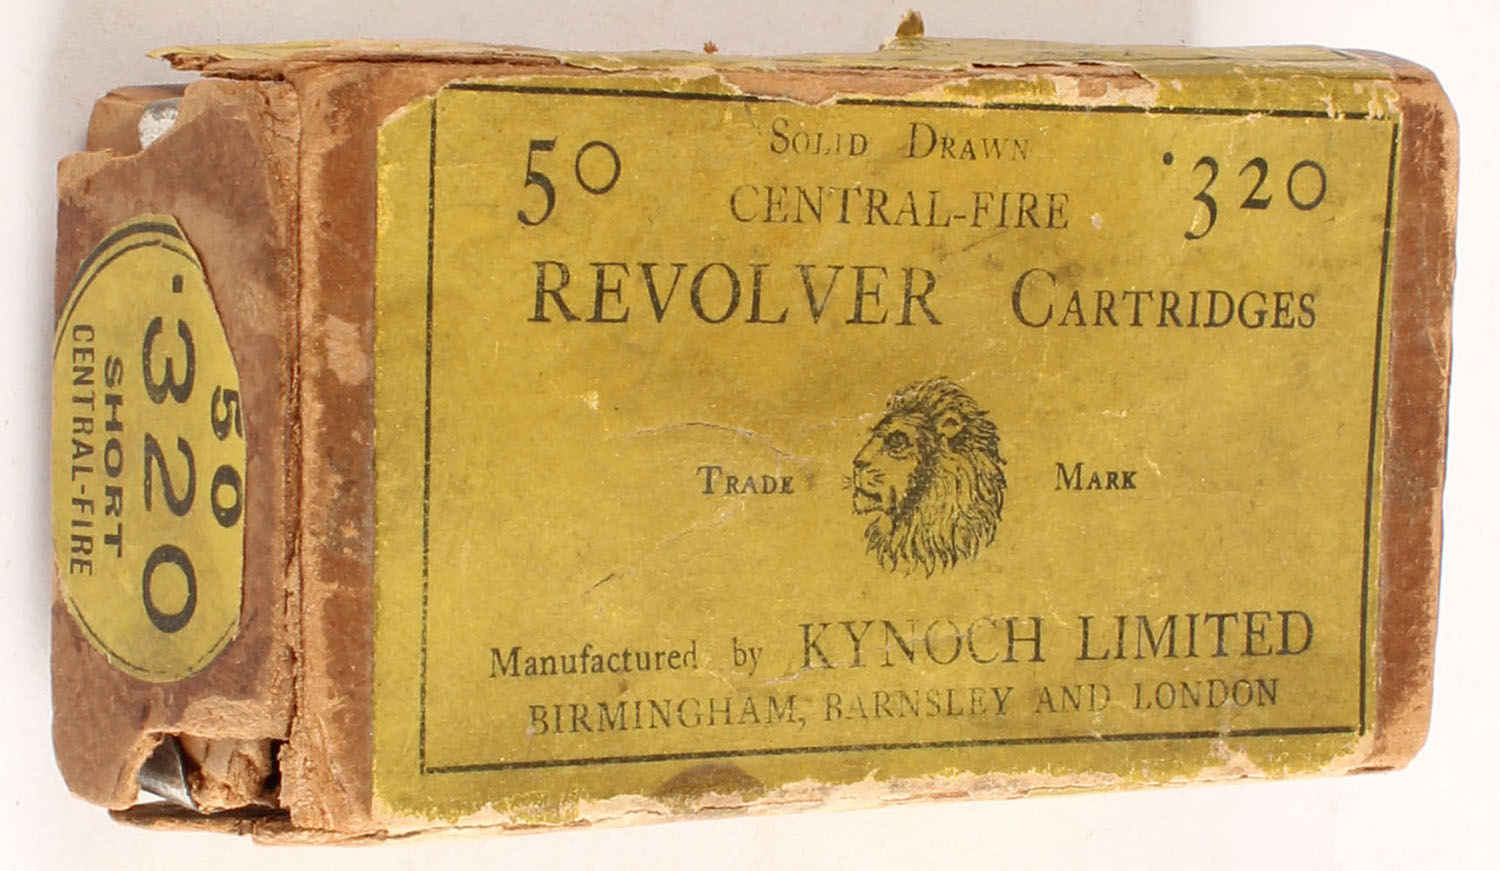 50 SOLID DRAWN ·320
CENTRAL-FIRE
REVOLVER CARTRIDGES
TRADE MARK
Manufactured by KYNOCH LIMITED
BIRMINGHAM, BARNSLEY AND LONDON
50
·320
SHORT
CENTRAL-FIRE